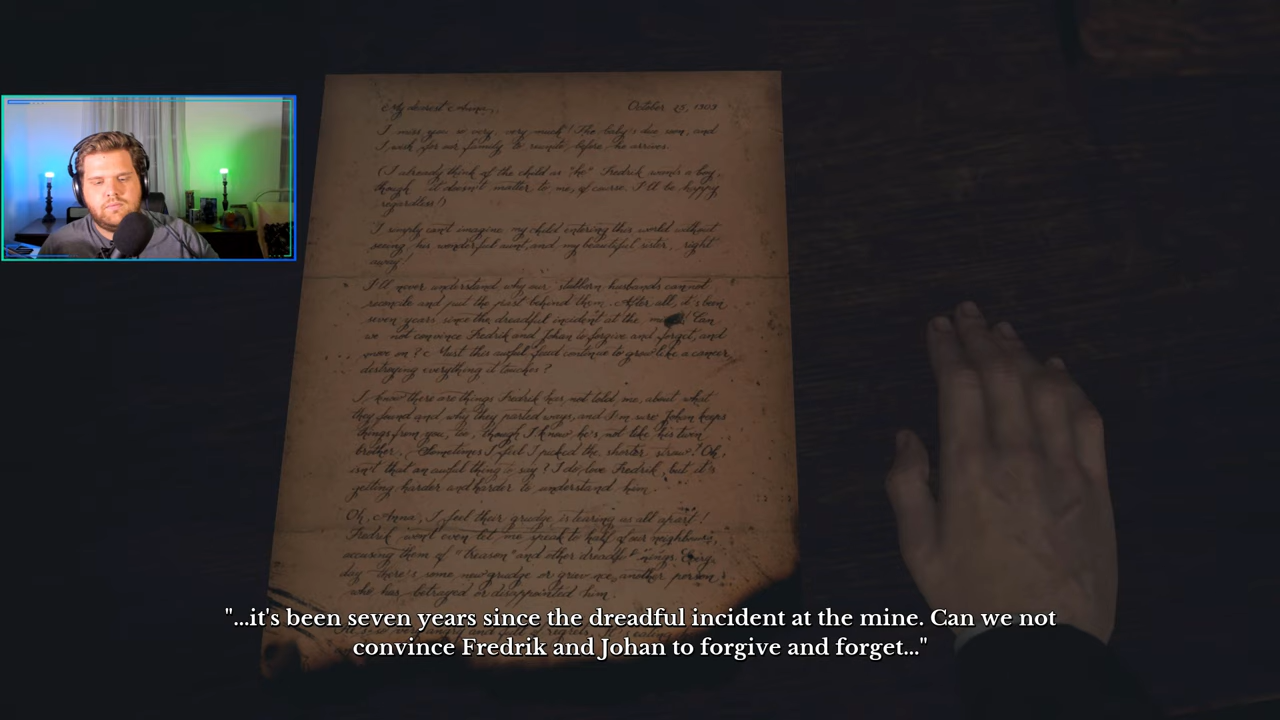 My dearest Anna,, October 15, 1903
I miss you so very, very much! The baby's due soon, and
I wish for our family to reunite before he arrives.
(I already think of the child as "he" Fredrik wants a boy,
though it doesn't matter to me, of course. I'll be happy
regardless!)
I simply can't imagine my child entering this world without
seeing his wonderful aunt, and, my beautiful sister, right
away!
I'll never understand why our stubborn husbands cannot
reconcile and put the past behind them. After all, it's been
seven years since the dreadful incident at the Can
we not convince Fredrik and Johan to forgive and forget, and
move on? Must this awful feud continue to grow like a cancer,
destroying everything it touches?
I know there are things Fredrik has not told me, about what
they found and why they parted ways, and I'm sure Johan keeps
things from you, too, though I know he's not like his twin
brother. Sometimes I feel I picked the shorter straw! Oh,
isn't that an awful thing to say? I do love Fredrik, but it's
getting harder and harder to understand him.
Oh, Anna, I feel their grudge is tearing us all apart!
Fredrik won't even let me speak to half of our neighbours,
accusing them of "treason" and other dreadful things. Every
day there's some new grudge or grievance, another person
who has betrayed or disappointed him.
"...it's been seven years since the dreadful incident at the mine. Can we not
convince Fredrik and Johan to forgive and forget..."